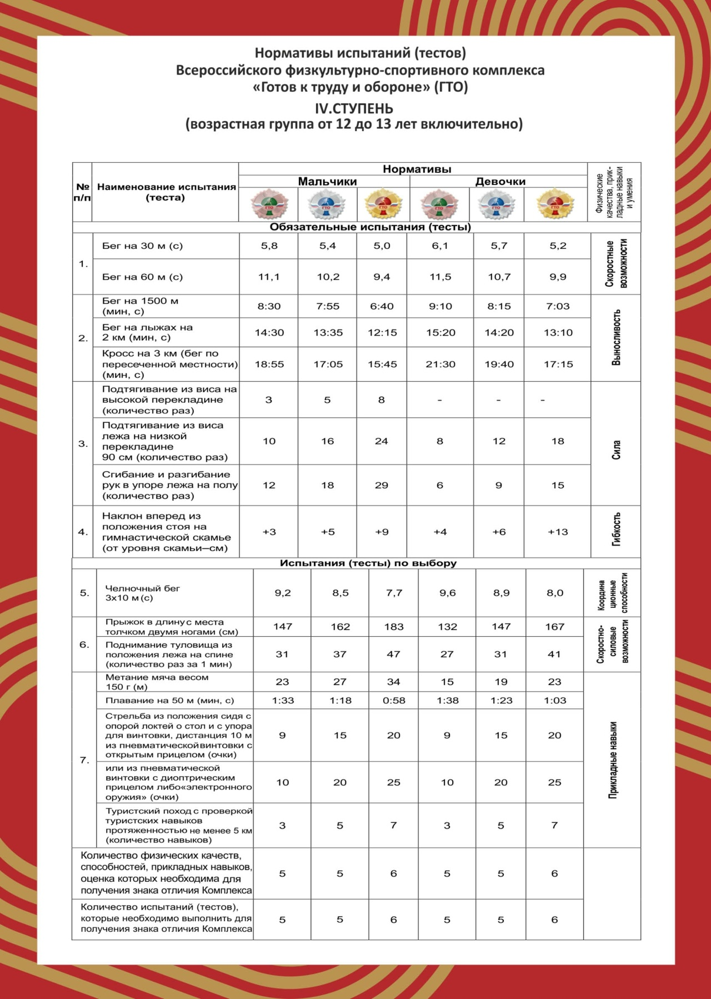 Нормативы испытаний (тестов)
Всероссийского физкультурно-спортивного комплекса
«Готов к труду и обороне» (ГТО)
IV.СТУПЕНЬ
(возрастная группа от 12 до 13 лет включительно)
№ п/п
Наименование испытания
(теста)
Нормативы
Мальчики
Девочки
Физические
качества, прик-
ладные навыки
и умения
ГТО ГТО ГТО ГТО ГТО ГТО
Обязательные испытания (тесты)
1.
Бег на 30 м (с) 5,8 5,4 5,0 6,1 5,7 5,2
Бег на 60 м (с) 11,1 10,2 9,4 11,5 10,7 9,9
Скоростные
возможности
2.
Бег на 1500 м
(мин, с) 8:30 7:55 6:40 9:10 8:15 7:03
Бег на лыжах на
2 км (мин, с) 14:30 13:35 12:15 15:20 14:20 13:10
Кросс на 3 км (бег по
пересеченной местности) 18:55 17:05 15:45 21:30 19:40 17:15
(мин, с)
Выносливость
3.
Подтягивание из виса на
высокой перекладине 3 5 8 - - -
(количество раз)
Подтягивание из виса
лежа на низкой
перекладине 10 16 24 8 12 18
90 см (количество раз)
Сгибание и разгибание
рук в упоре лежа на полу 12 18 29 6 9 15
(количество раз)
Сила
4.
Наклон вперед из
положения стоя на
гимнастической скамье +3 +5 +9 +4 +6 +13
(от уровня скамьи—см)
Гибкость
Испытания (тесты) по выбору
5.
Челночный бег
3х10 м (с) 9,2 8,5 7,7 9,6 8,9 8,0
Координа
ционные
способности
6.
Прыжок в длину с места
толчком двумя ногами (см) 147 162 183 132 147 167
Поднимание туловища из
положения лежа на спине 31 37 47 27 31 41
(количество раз за 1 мин)
Скоростно-
силовые
возможности
7.
Метание мяча весом
150 г (м) 23 27 34 15 19 23
Плавание на 50 м (мин, с) 1:33 1:18 0:58 1:38 1:23 1:03
Стрельба из положения сидя с
опорой локтей о стол и с упора
для винтовки, дистанция 10 м 9 15 20 9 15 20
из пневматической винтовки с
открытым прицелом (очки)
или из пневматической
винтовки с диоптрическим
прицелом либо «электронного 10 20 25 10 20 25
оружия» (очки)
Туристский поход с проверкой
туристских навыков
протяженностью не менее 5 км 3 5 7 3 5 7
(количество навыков)
Прикладные навыки
Количество физических качеств,
способностей, прикладных навыков,
оценка которых необходима для 5 5 6 5 5 6
получения знака отличия Комплекса
Количество испытаний (тестов),
которые необходимо выполнить для 5 5 6 5 5 6
получения знака отличия Комплекса